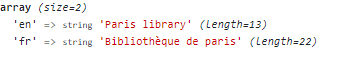 array (size=2)
'en' => string 'Paris library' (length=13)
'fr' => string 'Bibliothèque de paris' (length=22)